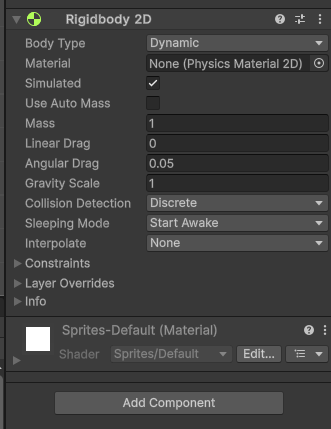 Rigidbody 2D
Body Type Dynamic
Material None (Physics Material 2D)
Simulated
Use Auto Mass
Mass 1
Linear Drag 0
Angular Drag 0.05
Gravity Scale 1
Collision Detection Discrete
Sleeping Mode Start Awake
Interpolate None
Constraints
Layer Overrides
Info
Sprites-Default (Material)
Shader Sprites/Default Edit...
Add Component